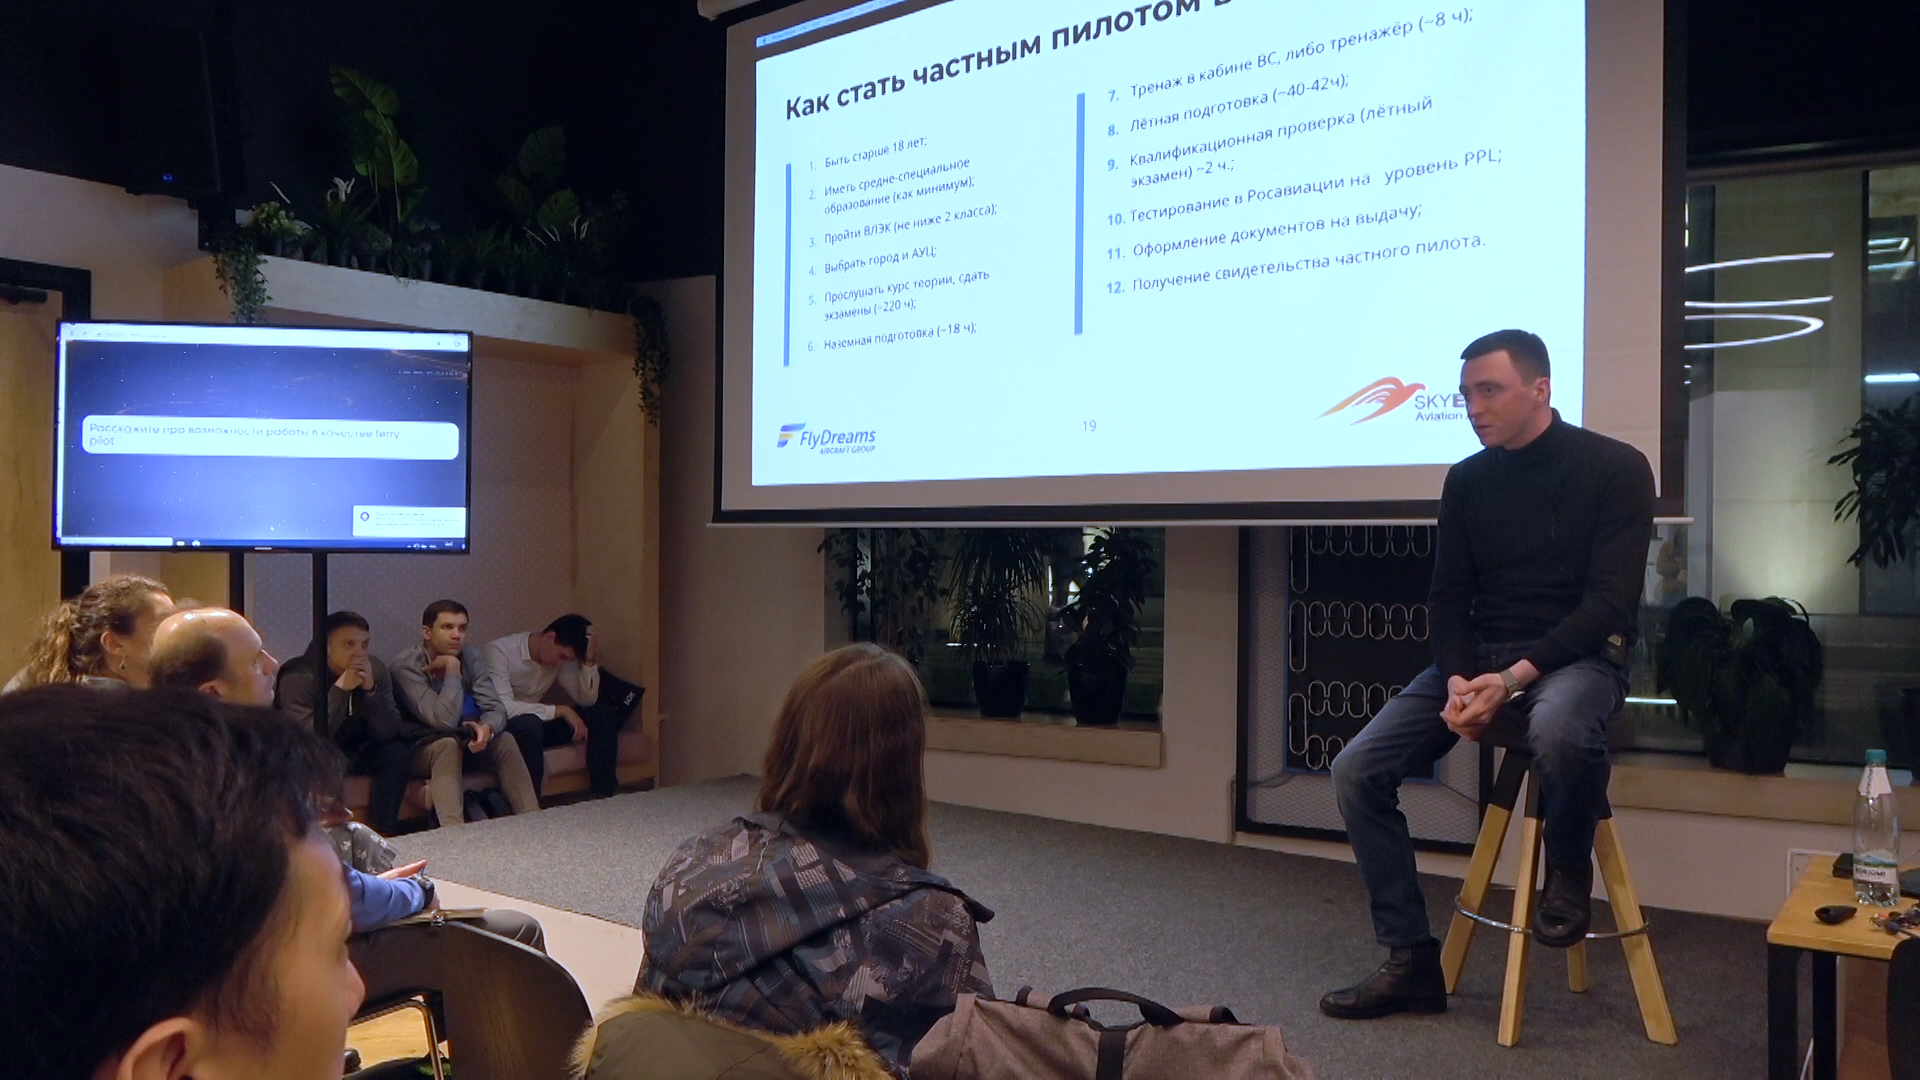 Как стать частным пилотом в
1. Быть старше 18 лет;
2. Иметь средне-специальное
образование (как минимум);
3. Пройти ВЛЭК (не ниже 2 класса);
4. Выбрать город и АУЦ;
5. Прослушать курс теории, сдать
экзамены (~220 ч);
6. Наземная подготовка (~18 ч);
7. Тренаж в кабине ВС, либо тренажёр (~8 ч);
8. Лётная подготовка (~40-42ч);
9. Квалификационная проверка (лётный
экзамен) ~2 ч.;
10. Тестирование в Росавиации на уровень PPL;
11. Оформление документов на выдачу;
12. Получение свидетельства частного пилота.
FlyDreams
AIRCRAFT GROUP
19
SKYE
Aviation
Расскажите про возможности работы в качестве ferry
pilot
BORJOMI